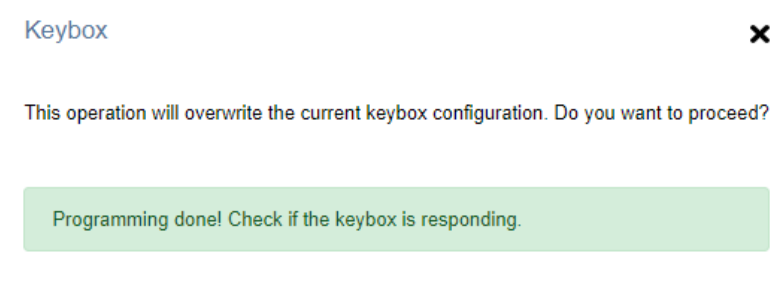 Keybox
This operation will overwrite the current keybox configuration. Do you want to proceed?
Programming done! Check if the keybox is responding.